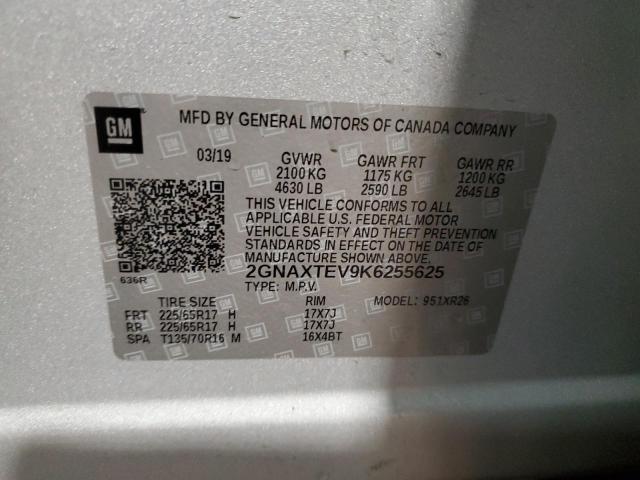 GM
MFD BY GENERAL MOTORS OF CANADA COMPANY
03/19 GVWR GAWR FRT GAWR RR
2100 KG 1175 KG 1200 KG
4630 LB 2590 LB 2645 LB
THIS VEHICLE CONFORMS TO ALL
APPLICABLE U.S. FEDERAL MOTOR
VEHICLE SAFETY AND THEFT PREVENTION
STANDARDS IN EFFECT ON THE DATE OF
MANUFACTURE SHOWN ABOVE.
2GNAXTEV9K6255625
636R
TYPE: M.P.V.
TIRE SIZE RIM MODEL: 951XR26
FRT 225/65R17 H 17X7J
RR 225/65R17 H 17X7J
SPA T135/70R16 M 16X4BT